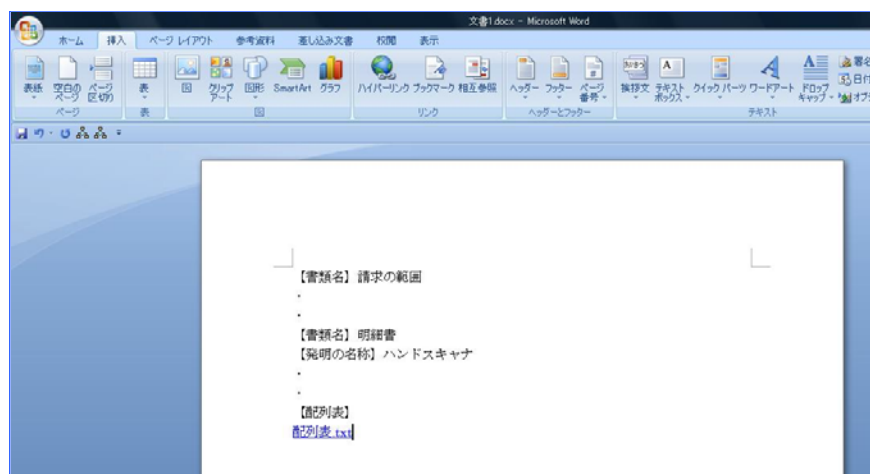 文書1.docx - Microsoft Word
ホーム 挿入 ページ レイアウト 参考資料 差し込み文書 校閲 表示
表紙 空白のページ ページ区切り 表 図 クリップアート 図形 SmartArt グラフ ハイパーリンク ブックマーク 相互参照 ヘッダー フッター ページ番号 挨拶文 テキストボックス クイック パーツ ワードアート ドロップキャップ
ページ 表 図 リンク ヘッダーとフッター テキスト
【書類名】請求の範囲
・
・
【書類名】明細書
【発明の名称】ハンドスキャナ
・
・
【配列表】
配列表.txt